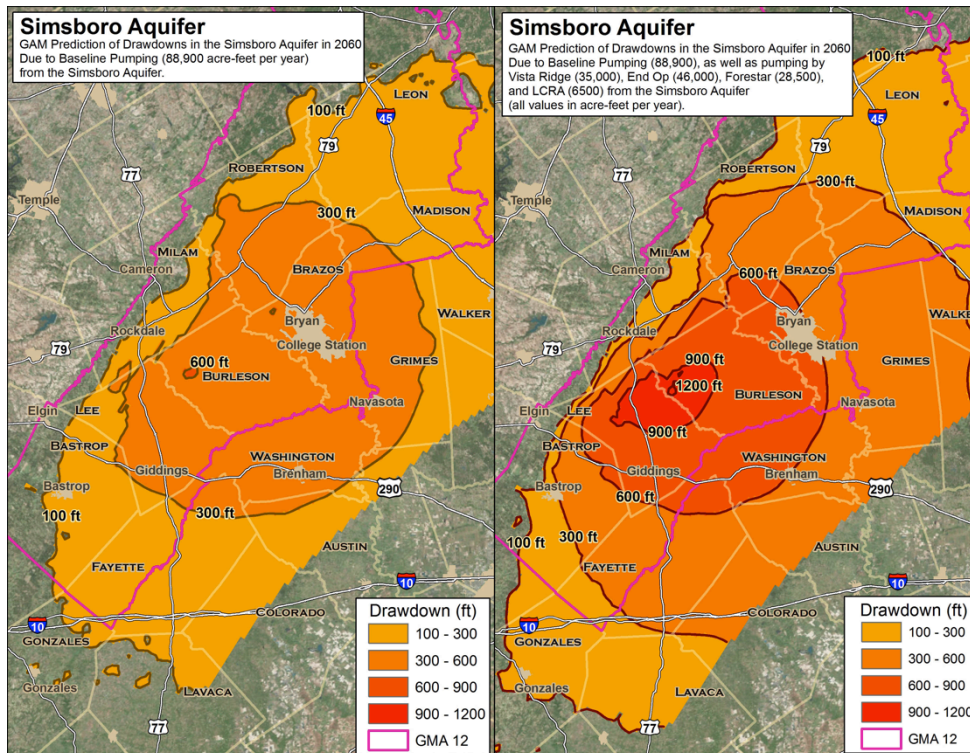 Simsboro Aquifer
GAM Prediction of Drawdowns in the Simsboro Aquifer in 2060
Due to Baseline Pumping (88,900 acre-feet per year)
from the Simsboro Aquifer.
LEON
100 ft
45
79
77
ROBERTSON
Temple
300 ft
MADISON
MILAM
Cameron
BRAZOS
WALKER
Bryan
Rockdale
79
College Station
GRIMES
600 ft
BURLESON
Elgin
LEE
Navasota
BASTROP
WASHINGTON
Giddings
Brenham
Bastrop
290
100 ft
300 ft
AUSTIN
FAYETTE
10
COLORADO
10
GONZALES
Gonzales
LAVACA
77
Drawdown (ft)
100 - 300
300 - 600
600 - 900
900 - 1200
GMA 12
Simsboro Aquifer
GAM Prediction of Drawdowns in the Simsboro Aquifer in 2060
Due to Baseline Pumping (88,900), as well as pumping by
Vista Ridge (35,000), End Op (46,000), Forestar (28,500),
and LCRA (6500) from the Simsboro Aquifer
(all values in acre-feet per year).
100 ft
LEON
45
79
77
ROBERTSON
300 ft
Temple
MADISON
MILAM
Cameron
BRAZOS
600 ft
WALKER
Bryan
Rockdale
79
College Station
900 ft
GRIMES
1200 ft
BURLESON
Elgin
LEE
Navasota
900 ft
BASTROP
WASHINGTON
Giddings
Brenham
Bastrop
290
600 ft
100 ft
300 ft
AUSTIN
FAYETTE
10
COLORADO
10
GONZALES
Gonzales
LAVACA
77
Drawdown (ft)
100 - 300
300 - 600
600 - 900
900 - 1200
GMA 12